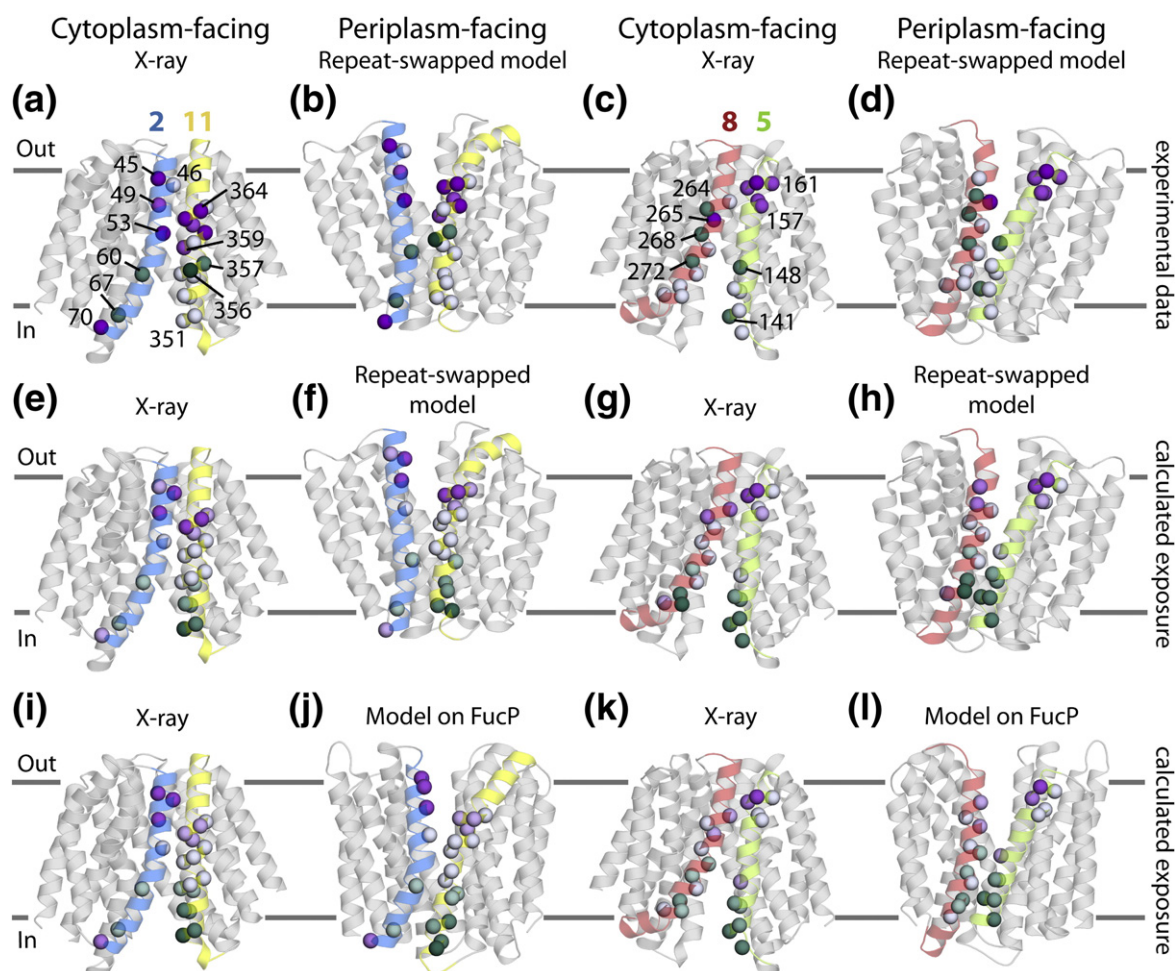 Cytoplasm-facing
X-ray
Periplasm-facing
Repeat-swapped model
Cytoplasm-facing
X-ray
Periplasm-facing
Repeat-swapped model
(a)
2 11
(b)
(c)
8 5
(d)
Out
In
45
46
49
364
53
359
60
357
67
356
70
351
264
161
265
157
268
272
148
141
experimental data
(e)
X-ray
(f)
Repeat-swapped
model
(g)
X-ray
(h)
Repeat-swapped
model
Out
In
calculated exposure
(i)
X-ray
(j)
Model on FucP
(k)
X-ray
(l)
Model on FucP
Out
In
calculated exposure